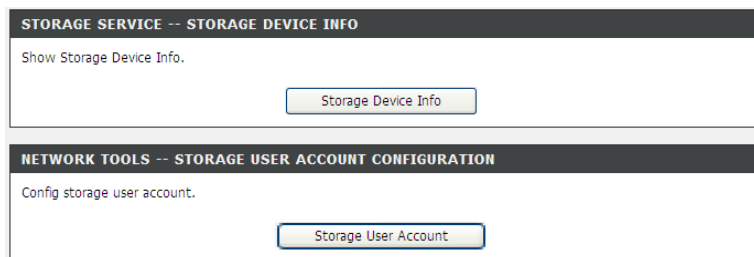 STORAGE SERVICE -- STORAGE DEVICE INFO
Show Storage Device Info.
Storage Device Info
NETWORK TOOLS -- STORAGE USER ACCOUNT CONFIGURATION
Config storage user account.
Storage User Account